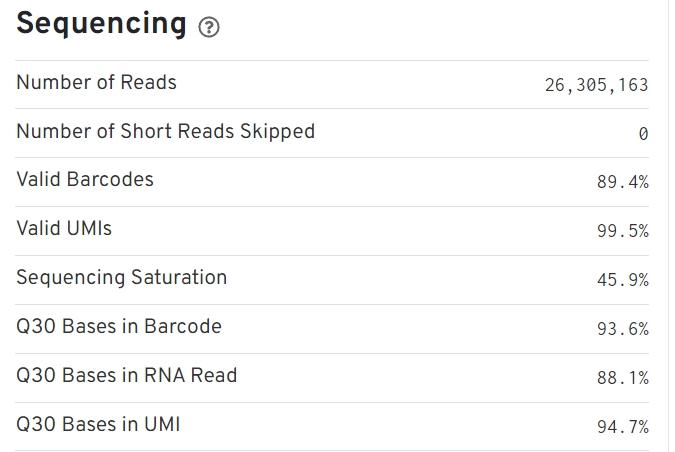 Sequencing ?
Number of Reads 26,305,163
Number of Short Reads Skipped 0
Valid Barcodes 89.4%
Valid UMIs 99.5%
Sequencing Saturation 45.9%
Q30 Bases in Barcode 93.6%
Q30 Bases in RNA Read 88.1%
Q30 Bases in UMI 94.7%